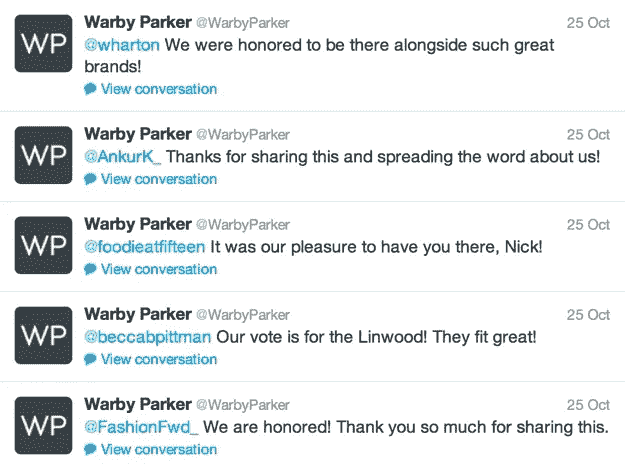 WP
Warby Parker @WarbyParker 25 Oct
@wharton We were honored to be there alongside such great
brands!
View conversation
WP
Warby Parker @WarbyParker 25 Oct
@AnkurK_ Thanks for sharing this and spreading the word about us!
View conversation
WP
Warby Parker @WarbyParker 25 Oct
@foodieatfifteen It was our pleasure to have you there, Nick!
View conversation
WP
Warby Parker @WarbyParker 25 Oct
@beccabpittman Our vote is for the Linwood! They fit great!
View conversation
WP
Warby Parker @WarbyParker 25 Oct
@FashionFwd_ We are honored! Thank you so much for sharing this.
View conversation